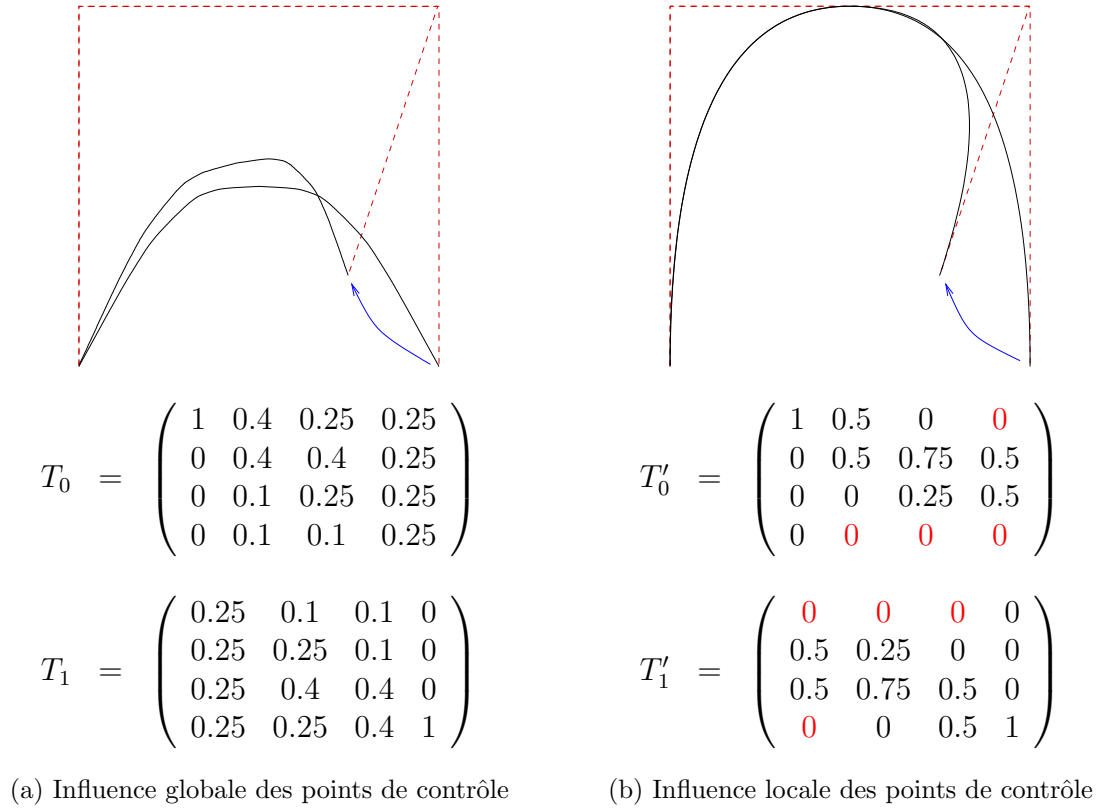 T₀ = ( 1 0.4 0.25 0.25
0 0.4 0.4 0.25
0 0.1 0.25 0.25
0 0.1 0.1 0.25 )
T₁ = ( 0.25 0.1 0.1 0
0.25 0.25 0.1 0
0.25 0.4 0.4 0
0.25 0.25 0.4 1 )
(a) Influence globale des points de contrôle
T′₀ = ( 1 0.5 0 0
0 0.5 0.75 0.5
0 0 0.25 0.5
0 0 0 0 )
T′₁ = ( 0 0 0 0
0.5 0.25 0 0
0.5 0.75 0.5 0
0 0 0.5 1 )
(b) Influence locale des points de contrôle